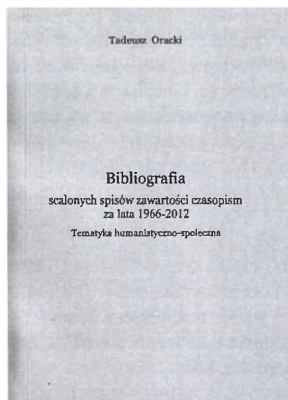 Tadeusz Oracki
Bibliografia
scalonych spisów zawartości czasopism
za lata 1966-2012
Tematyka humanistyczno-społeczna